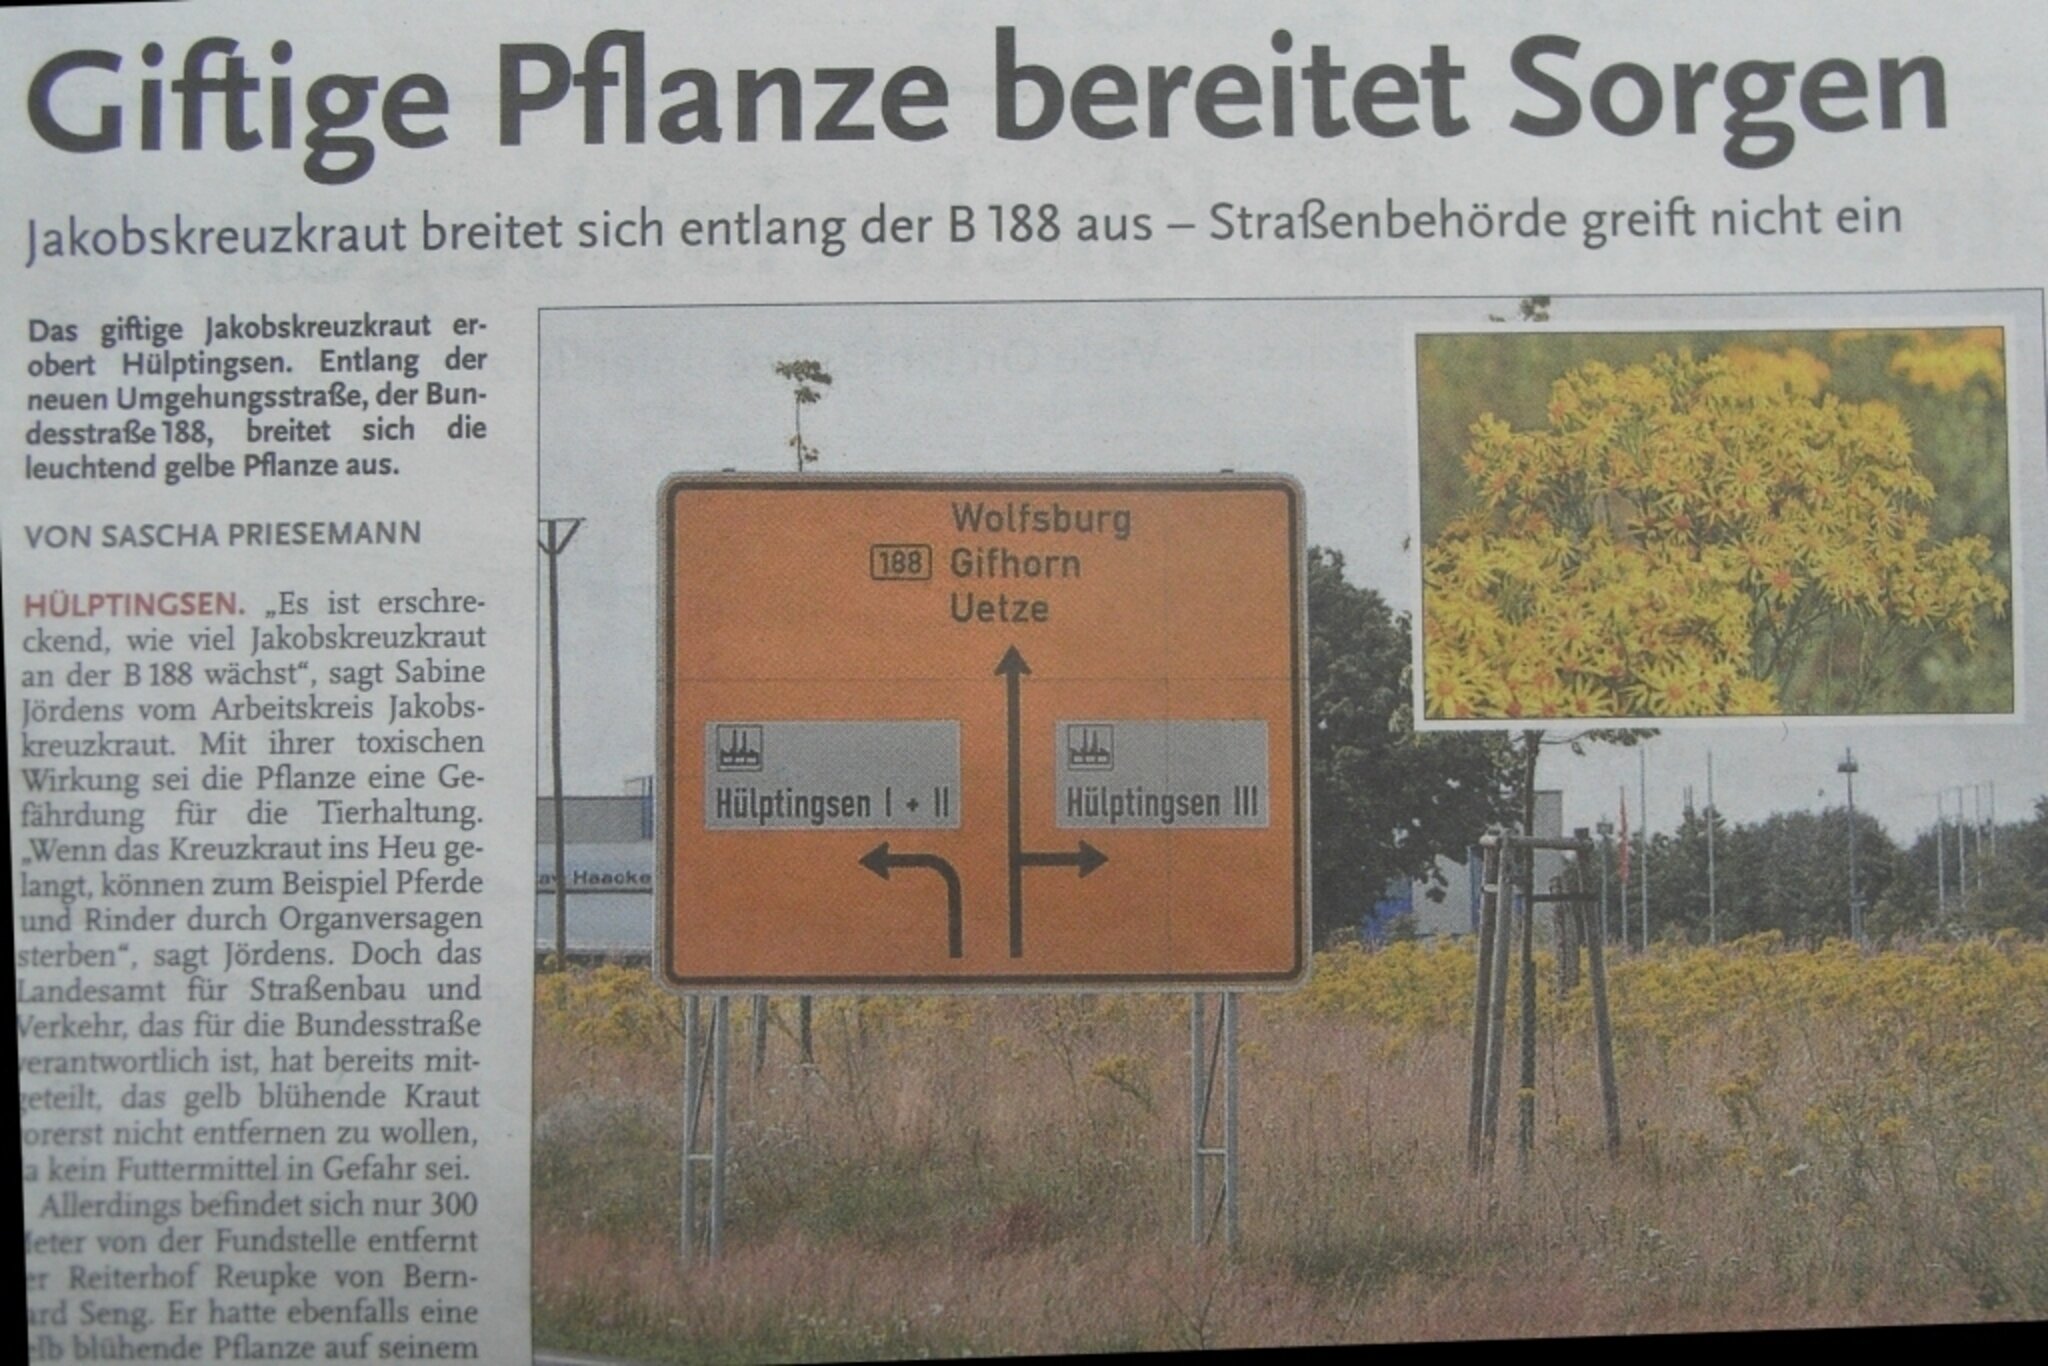 Giftige Pflanze bereitet Sorgen
Jakobskreuzkraut breitet sich entlang der B 188 aus – Straßenbehörde greift nicht ein
Das giftige Jakobskreuzkraut er-
obert Hülptingsen. Entlang der
neuen Umgehungsstraße, der Bun-
desstraße 188, breitet sich die
leuchtend gelbe Pflanze aus.
VON SASCHA PRIESEMANN
HÜLPTINGSEN. „Es ist erschre-
ckend, wie viel Jakobskreuzkraut
an der B 188 wächst“, sagt Sabine
Jördens vom Arbeitskreis Jakobs-
kreuzkraut. Mit ihrer toxischen
Wirkung sei die Pflanze eine Ge-
fährdung für die Tierhaltung.
„Wenn das Kreuzkraut ins Heu ge-
langt, können zum Beispiel Pferde
und Rinder durch Organversagen
sterben“, sagt Jördens. Doch das
Landesamt für Straßenbau und
Verkehr, das für die Bundesstraße
verantwortlich ist, hat bereits mit-
geteilt, das gelb blühende Kraut
orerst nicht entfernen zu wollen,
a kein Futtermittel in Gefahr sei.
Allerdings befindet sich nur 300
eter von der Fundstelle entfernt
er Reiterhof Reupke von Bern-
ard Seng. Er hatte ebenfalls eine
elb blühende Pflanze auf seinem
Wolfsburg
188 Gifhorn
Uetze
Hülptingsen I + II
Hülptingsen III
Haacke